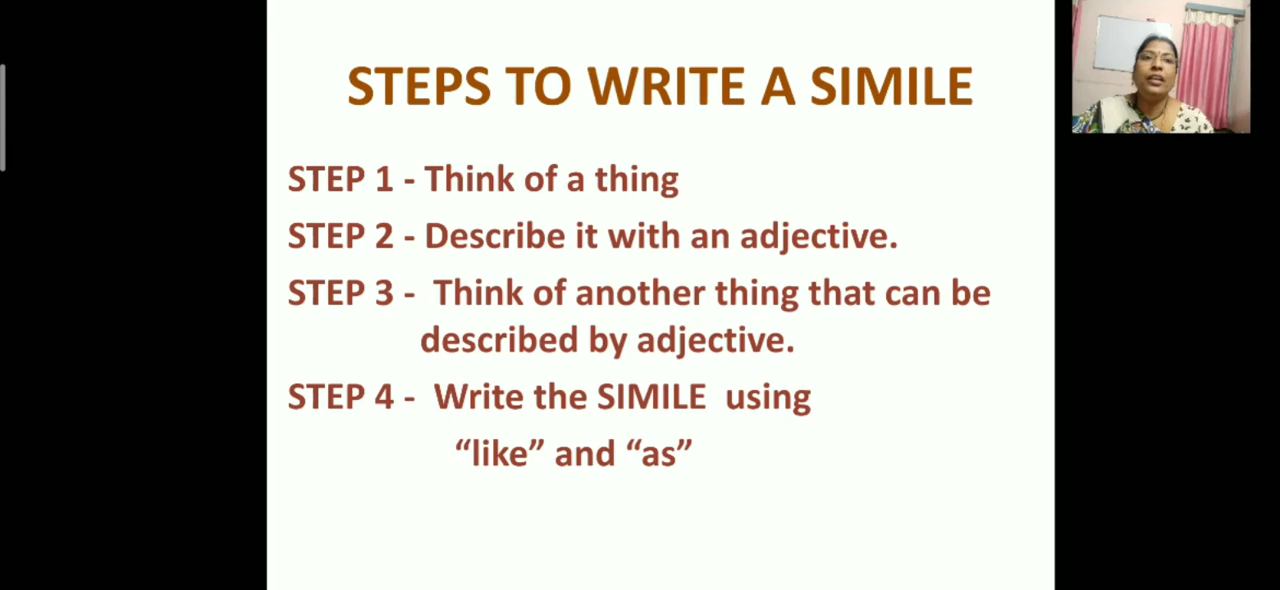 STEPS TO WRITE A SIMILE
STEP 1 - Think of a thing
STEP 2 - Describe it with an adjective.
STEP 3 - Think of another thing that can be
described by adjective.
STEP 4 - Write the SIMILE using
“like” and “as”